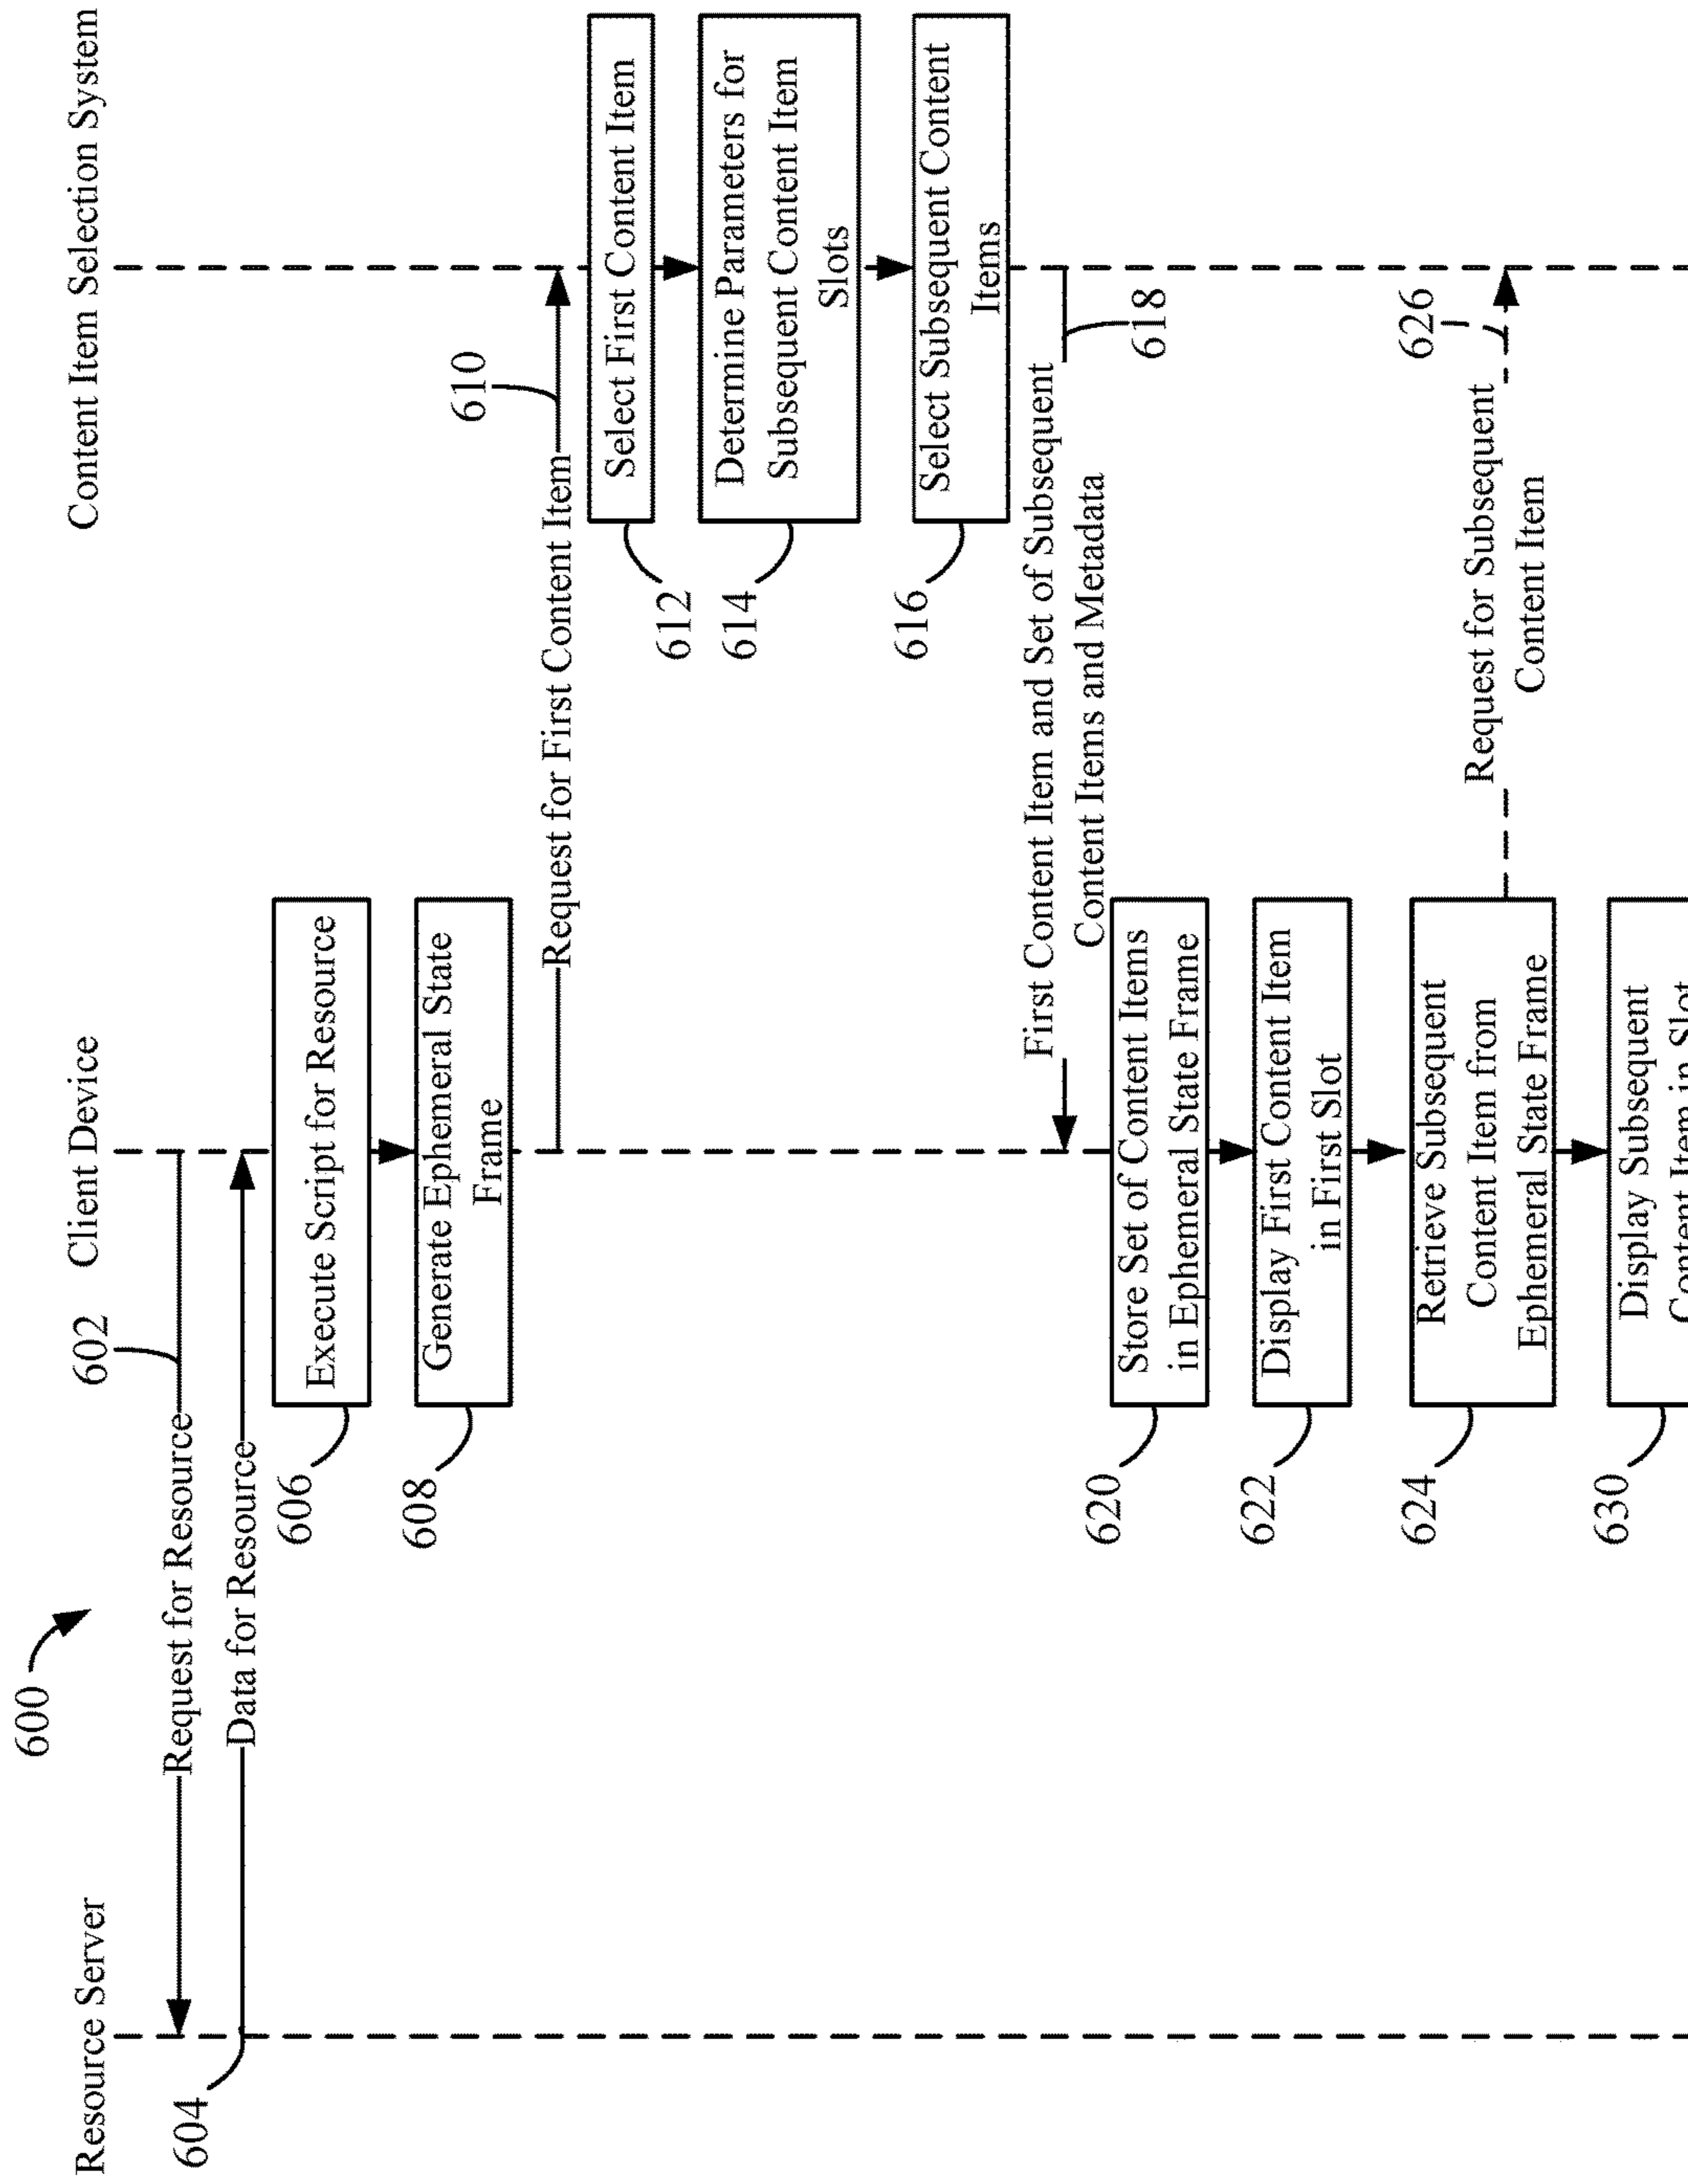 600
Resource Server
602
Client Device
Content Item Selection System
Request for Resource
604
Data for Resource
606
Execute Script for Resource
608
Generate Ephemeral State
Frame
610
Request for First Content Item
612
Select First Content Item
614
Determine Parameters for
Subsequent Content Item
Slots
616
Select Subsequent Content
Items
First Content Item and Set of Subsequent
Content Items and Metadata
618
620
Store Set of Content Items
in Ephemeral State Frame
622
Display First Content Item
in First Slot
624
Retrieve Subsequent
Content Item from
Ephemeral State Frame
626
Request for Subsequent
Content Item
630
Display Subsequent
Content Item in Slot